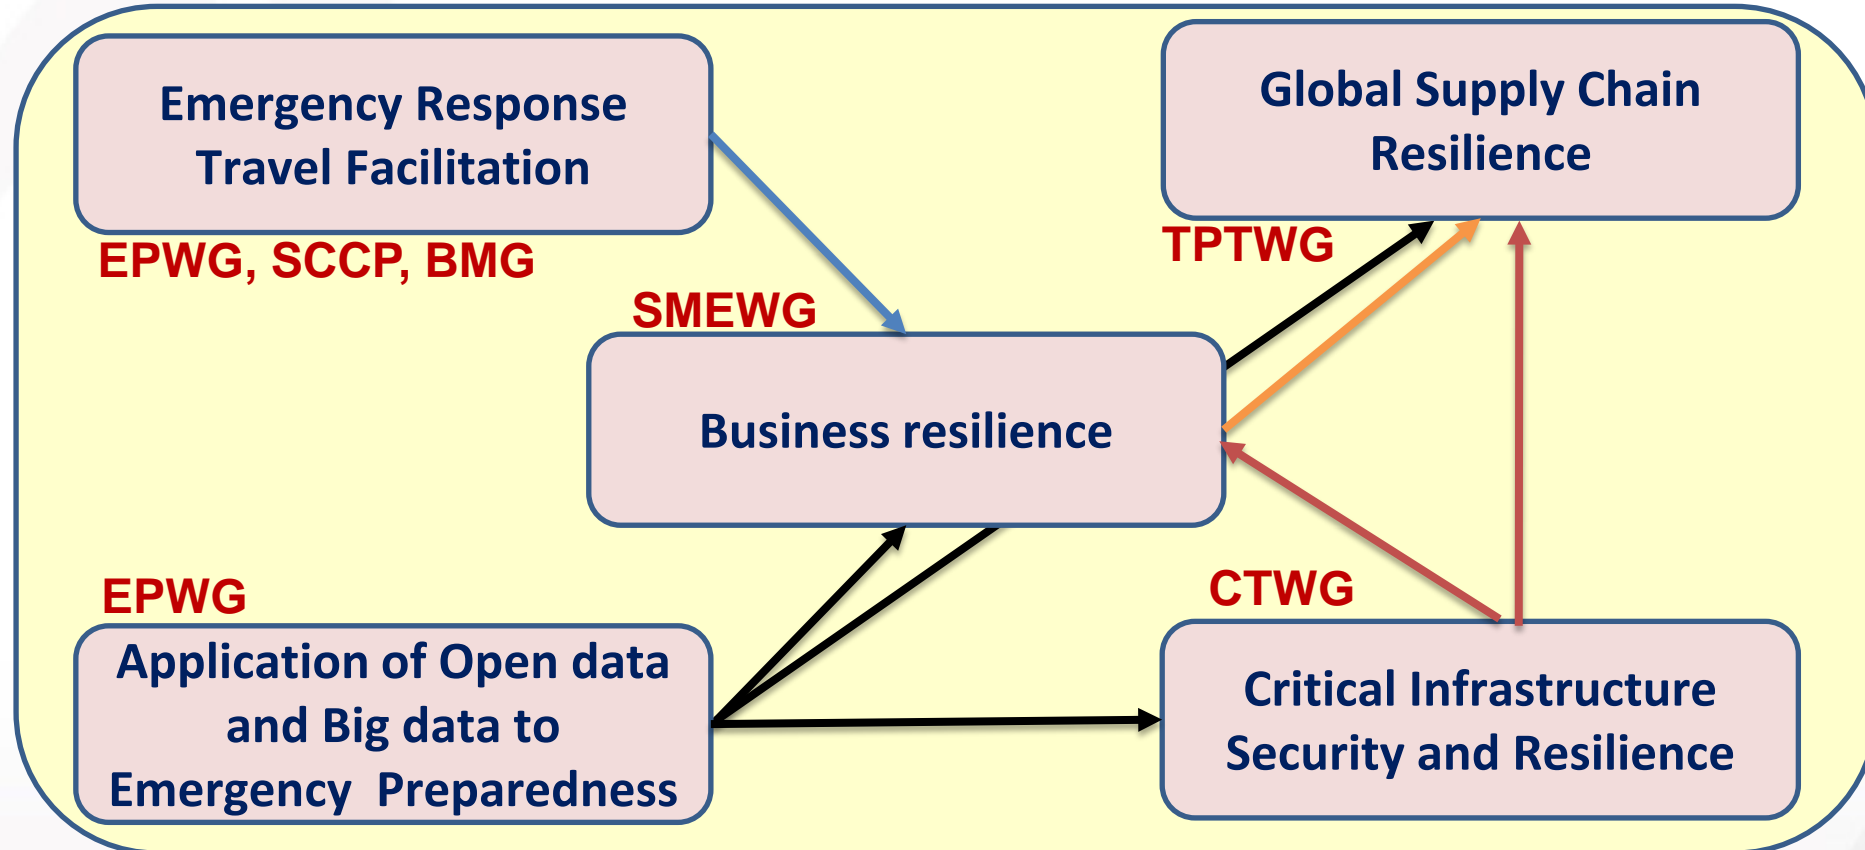 Emergency Response
Travel Facilitation
EPWG, SCCP, BMG
Global Supply Chain
Resilience
TPTWG
SMEWG
Business resilience
EPWG
Application of Open data
and Big data to
Emergency  Preparedness
CTWG
Critical Infrastructure
Security and Resilience